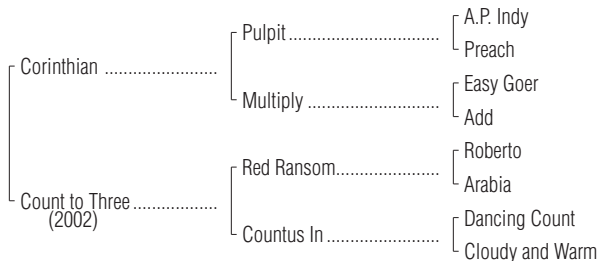 A.P. Indy
Pulpit
Preach
Corinthian
Easy Goer
Multiply
Add
Roberto
Red Ransom
Arabia
Count to Three
(2002)
Dancing Count
Countus In
Cloudy and Warm